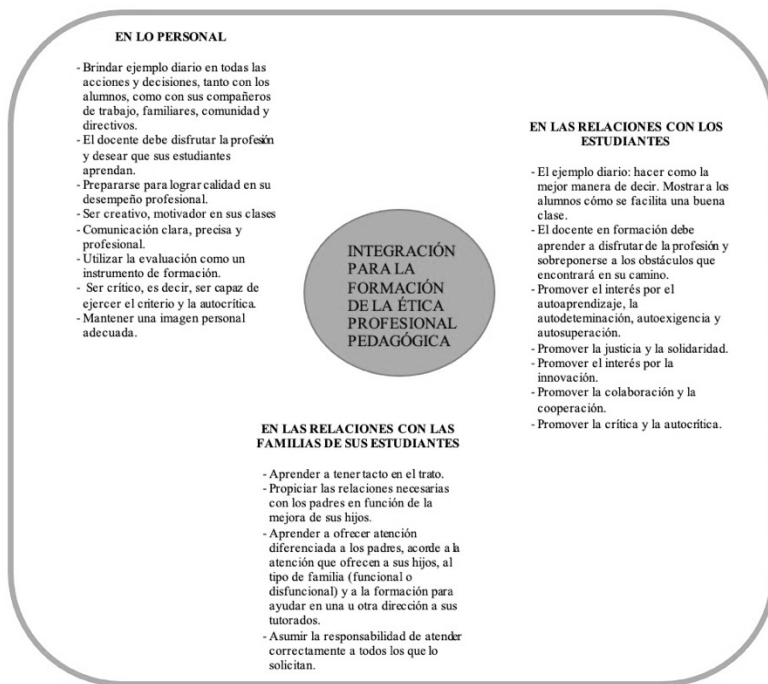 EN LO PERSONAL
- Brindar ejemplo diario en todas las
acciones y decisiones, tanto con los
alumnos, como con sus compañeros
de trabajo, familiares, comunidad y
directivos.
- El docente debe disfrutar la profesión
y desear que sus estudiantes
aprendan.
- Prepararse para lograr calidad en su
desempeño profesional.
- Ser creativo, motivador en sus clases
- Comunicación clara, precisa y
profesional.
- Utilizar la evaluación como un
instrumento de formación.
- Ser crítico, es decir, ser capaz de
ejercer el criterio y la autocrítica.
- Mantener una imagen personal
adecuada.
INTEGRACIÓN
PARA LA
FORMACIÓN
DE LA ÉTICA
PROFESIONAL
PEDAGÓGICA
EN LAS RELACIONES CON LOS
ESTUDIANTES
- El ejemplo diario: hacer como la
mejor manera de decir. Mostrar a los
alumnos cómo se facilita una buena
clase.
- El docente en formación debe
aprender a disfrutar de la profesión y
sobreponerse a los obstáculos que
encontrará en su camino.
- Promover el interés por el
autoaprendizaje, la
autodeteminación, autoexigencia y
autosuperación.
- Promover la justicia y la solidaridad.
- Promover el interés por la
innovación.
- Promover la colaboración y la
cooperación.
- Promover la crítica y la autocrítica.
EN LAS RELACIONES CON LAS
FAMILIAS DE SUS ESTUDIANTES
- Aprender a tener tacto en el trato.
- Propiciar las relaciones necesarias
con los padres en función de la
mejora de sus hijos.
- Aprender a ofrecer atención
diferenciada a los padres, acorde a la
atención que ofrecen a sus hijos, al
tipo de familia (funcional o
disfuncional) y a la formación para
ayudar en una u otra dirección a sus
tutorados.
- Asumir la responsabilidad de atender
correctamente a todos los que lo
solicitan.